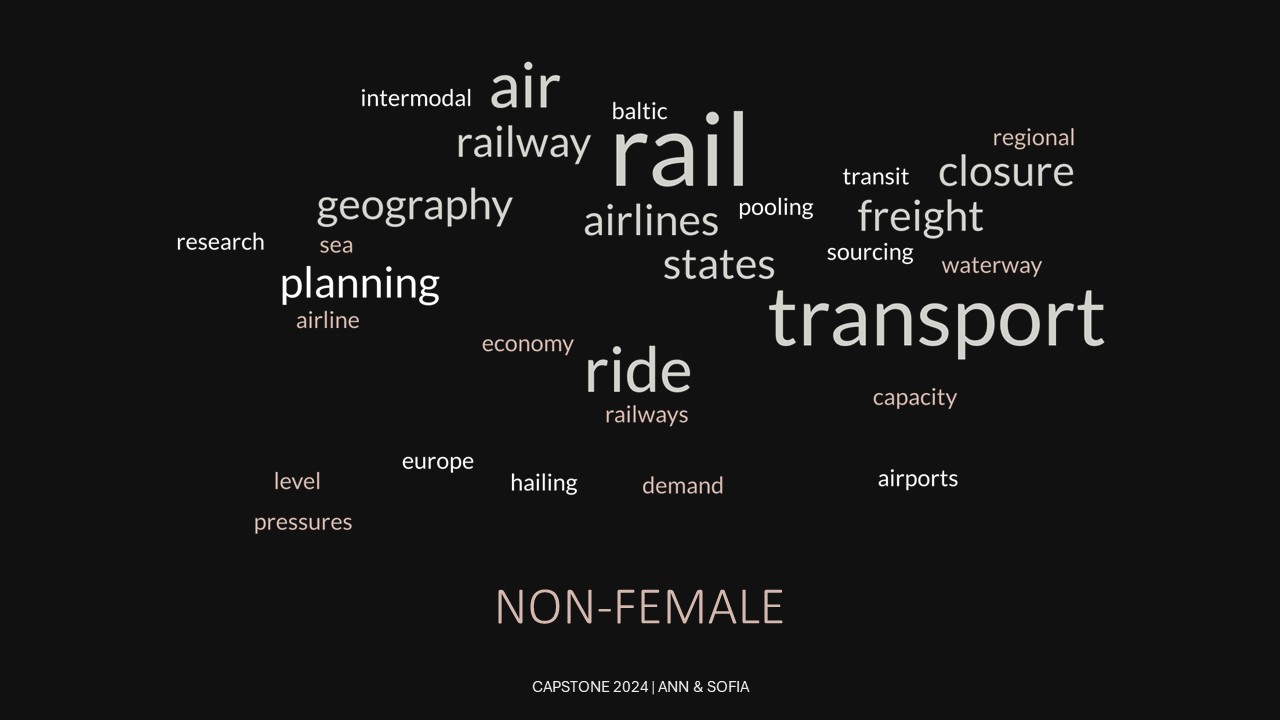 air
intermodal
baltic
rail
railway
regional
closure
transit
geography
pooling
freight
airlines
research
sea
sourcing
states
waterway
planning
transport
airline
economy
ride
capacity
railways
europe
level
hailing
demand
airports
pressures
NON-FEMALE
CAPSTONE 2024 | ANN & SOFIA